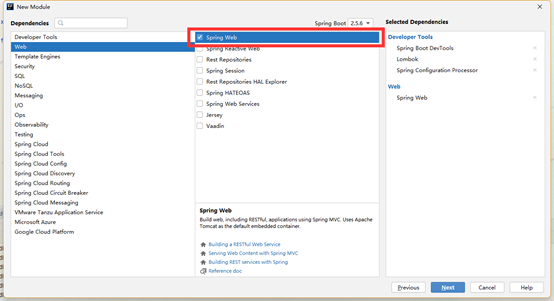 New Module
Dependencies
Spring Boot 2.5.6
Selected Dependencies
Developer Tools
Web
Template Engines
Security
SQL
NoSQL
Messaging
I/O
Ops
Observability
Testing
Spring Cloud
Spring Cloud Tools
Spring Cloud Config
Spring Cloud Discovery
Spring Cloud Routing
Spring Cloud Circuit Breaker
Spring Cloud Messaging
VMware Tanzu Application Service
Microsoft Azure
Google Cloud Platform
Spring Web
Spring Reactive Web
Rest Repositories
Spring Session
Rest Repositories HAL Explorer
Spring HATEOAS
Spring Web Services
Jersey
Vaadin
Spring Web
Build web, including RESTful, applications using Spring MVC. Uses Apache
Tomcat as the default embedded container.
Building a RESTful Web Service
Serving Web Content with Spring MVC
Building REST services with Spring
Reference doc
Developer Tools
Spring Boot DevTools
Lombok
Spring Configuration Processor
Web
Spring Web
Previous
Next
Cancel
Help